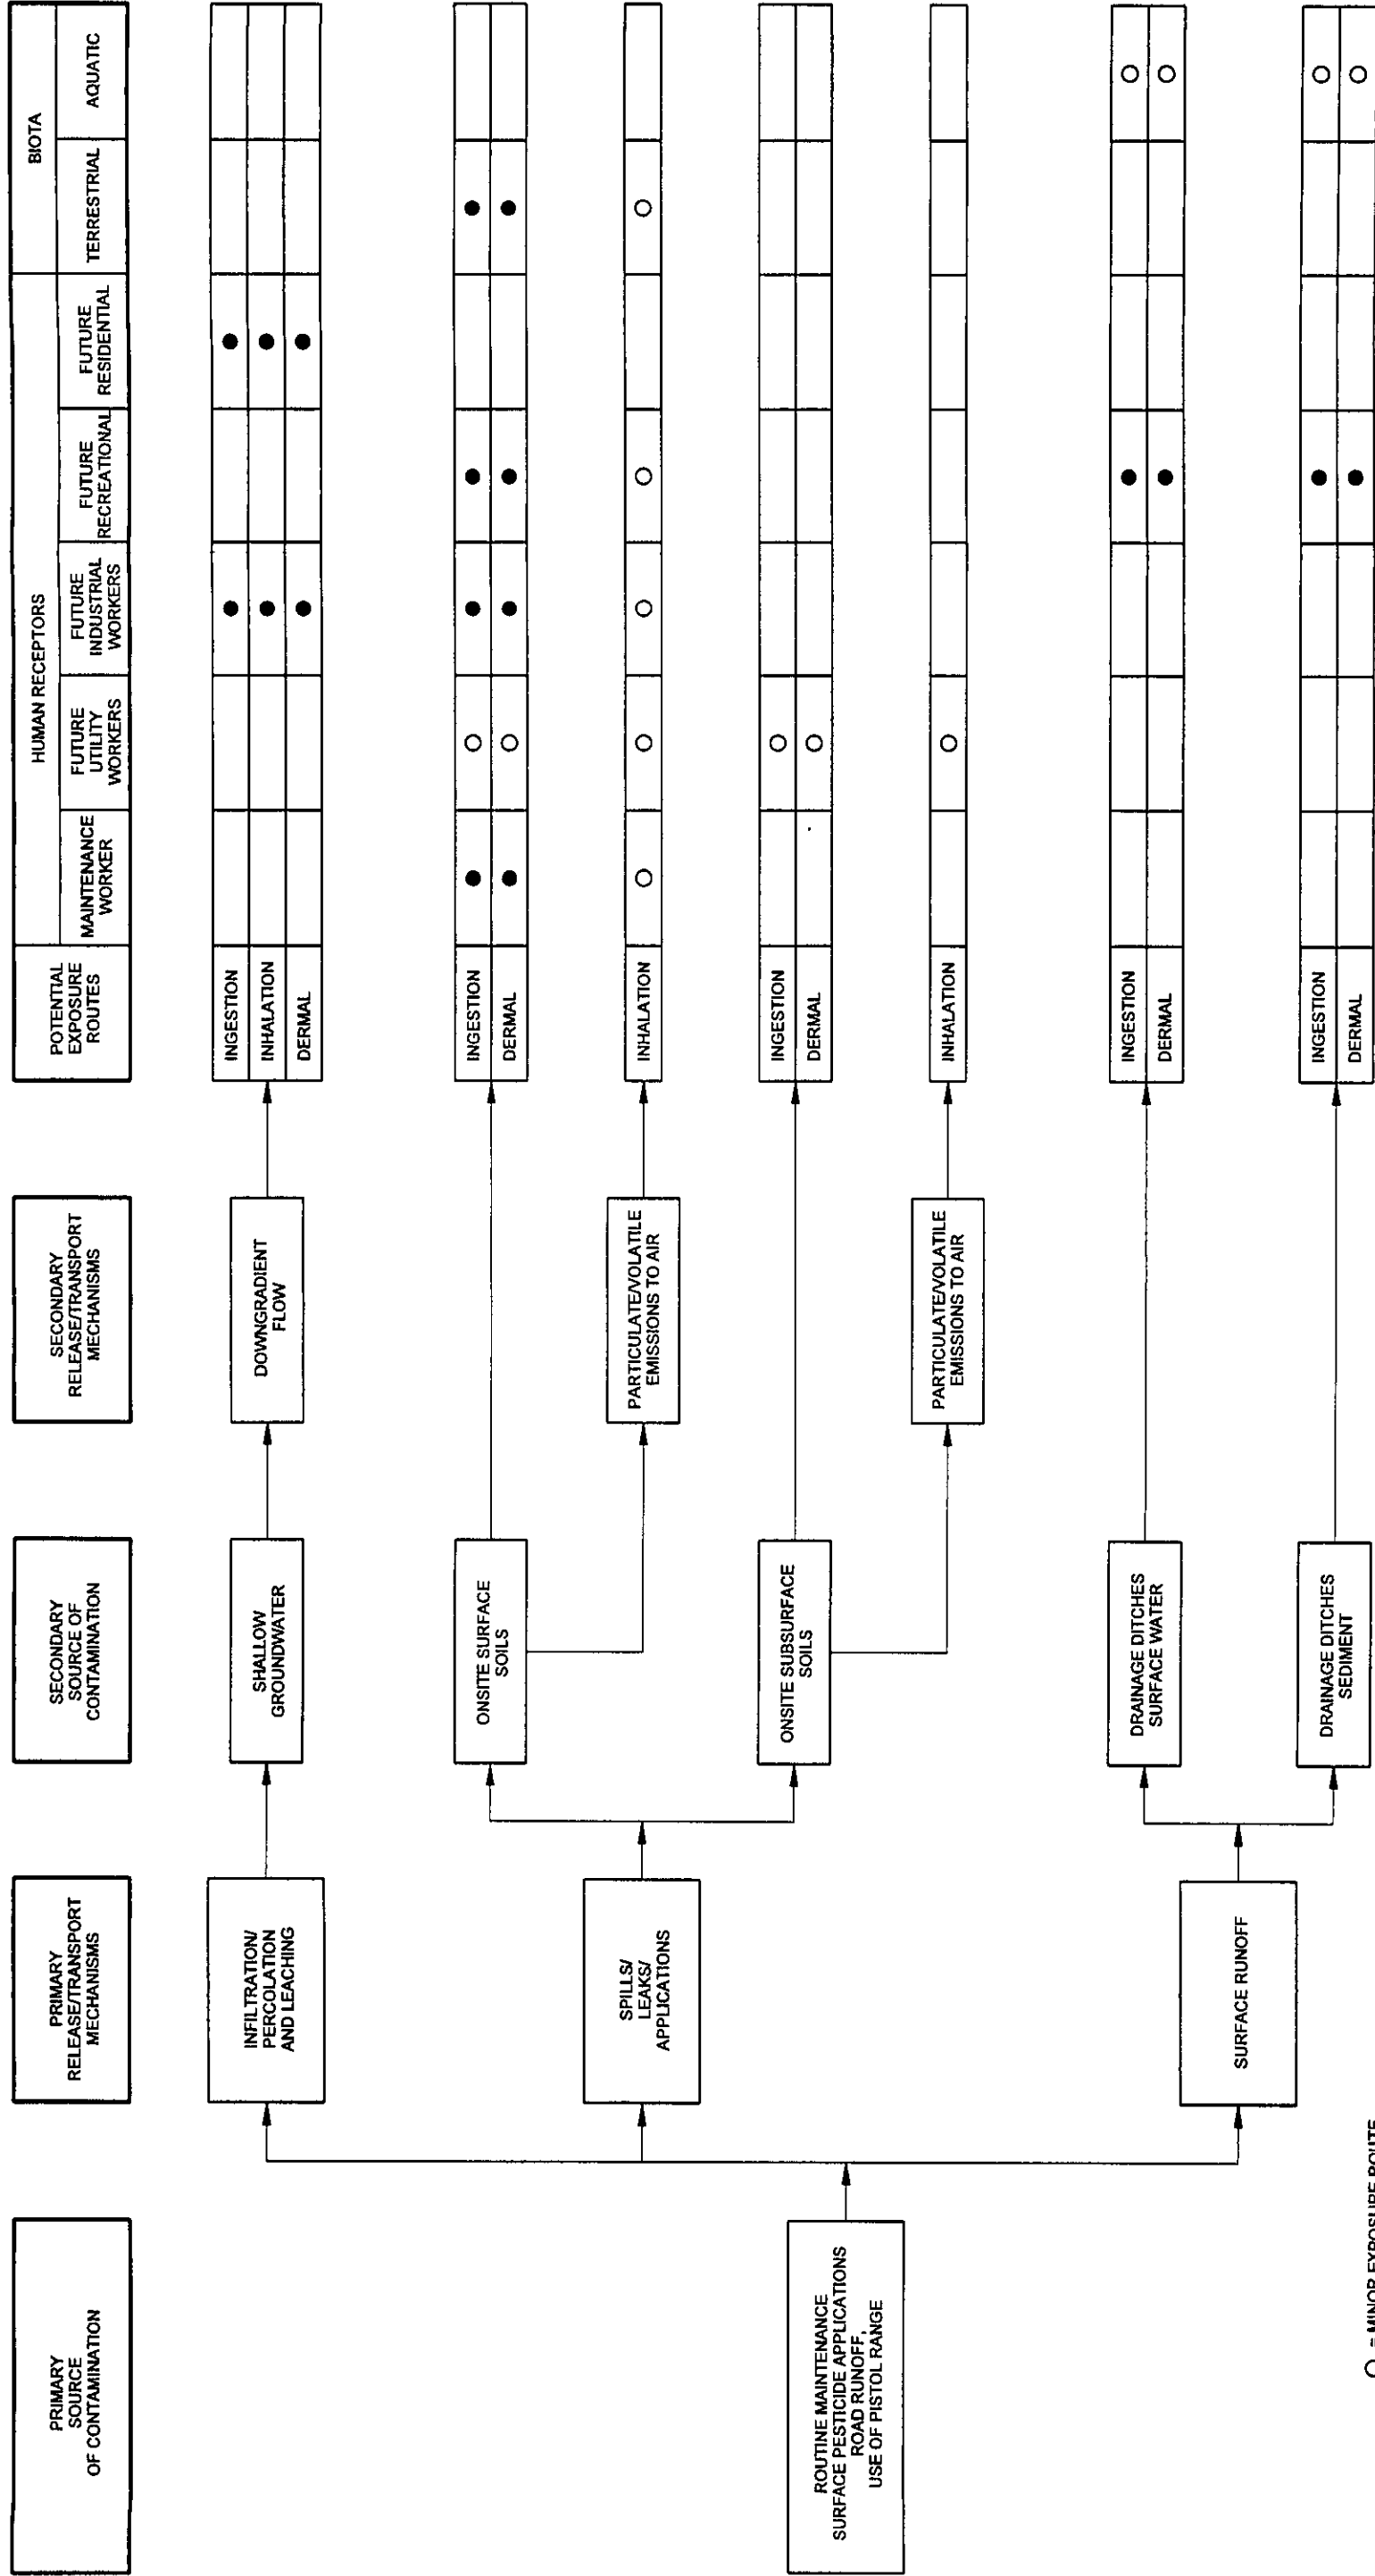 PRIMARY
SOURCE
OF CONTAMINATION
PRIMARY
RELEASE/TRANSPORT
MECHANISMS
SECONDARY
SOURCE OF
CONTAMINATION
SECONDARY
RELEASE/TRANSPORT
MECHANISMS
POTENTIAL
EXPOSURE
ROUTES
HUMAN RECEPTORS
MAINTENANCE
WORKER
FUTURE
UTILITY
WORKERS
FUTURE
INDUSTRIAL
WORKERS
FUTURE
RECREATIONAL
FUTURE
RESIDENTIAL
BIOTA
TERRESTRIAL
AQUATIC
ROUTINE MAINTENANCE
SURFACE PESTICIDE APPLICATIONS
ROAD RUNOFF,
USE OF PISTOL RANGE
INFILTRATION/
PERCOLATION
AND LEACHING
SHALLOW
GROUNDWATER
DOWNGRADIENT
FLOW
INGESTION
INHALATION
DERMAL
SPILLS/
LEAKS/
APPLICATIONS
ONSITE SURFACE
SOILS
INGESTION
DERMAL
PARTICULATE/VOLATILE
EMISSIONS TO AIR
INHALATION
ONSITE SUBSURFACE
SOILS
INGESTION
DERMAL
PARTICULATE/VOLATILE
EMISSIONS TO AIR
INHALATION
SURFACE RUNOFF
DRAINAGE DITCHES
SURFACE WATER
INGESTION
DERMAL
DRAINAGE DITCHES
SEDIMENT
INGESTION
DERMAL
O = MINOR EXPOSURE ROUTE